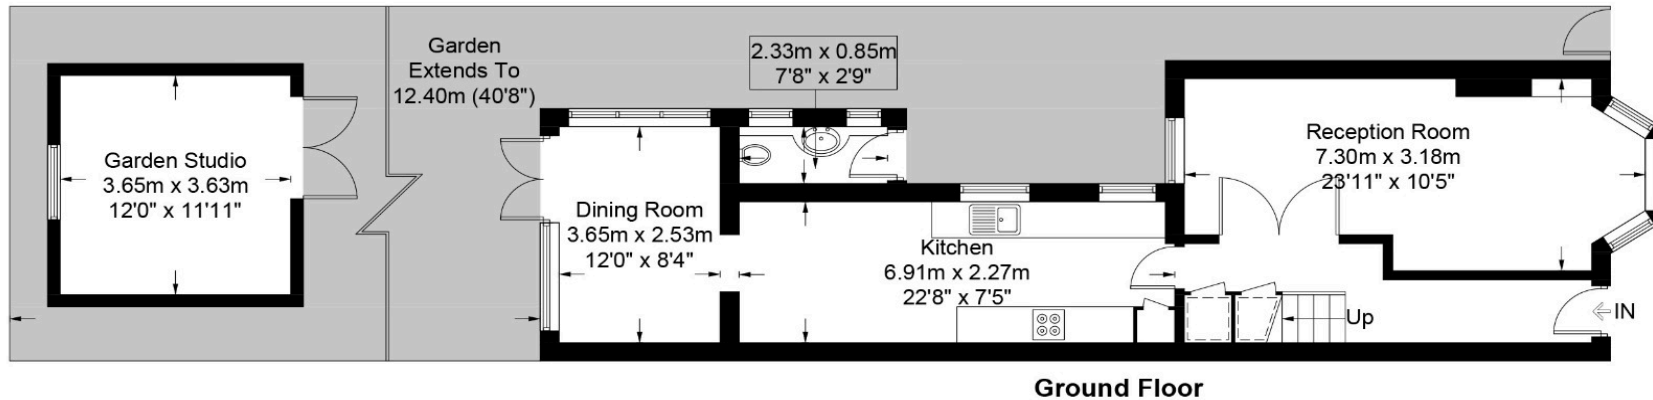 Garden
Extends To
12.40m (40'8")
2.33m x 0.85m
7'8" x 2'9"
Garden Studio
3.65m x 3.63m
12'0" x 11'11"
Dining Room
3.65m x 2.53m
12'0" x 8'4"
Kitchen
6.91m x 2.27m
22'8" x 7'5"
Reception Room
7.30m x 3.18m
23'11" x 10'5"
Up
IN
Ground Floor